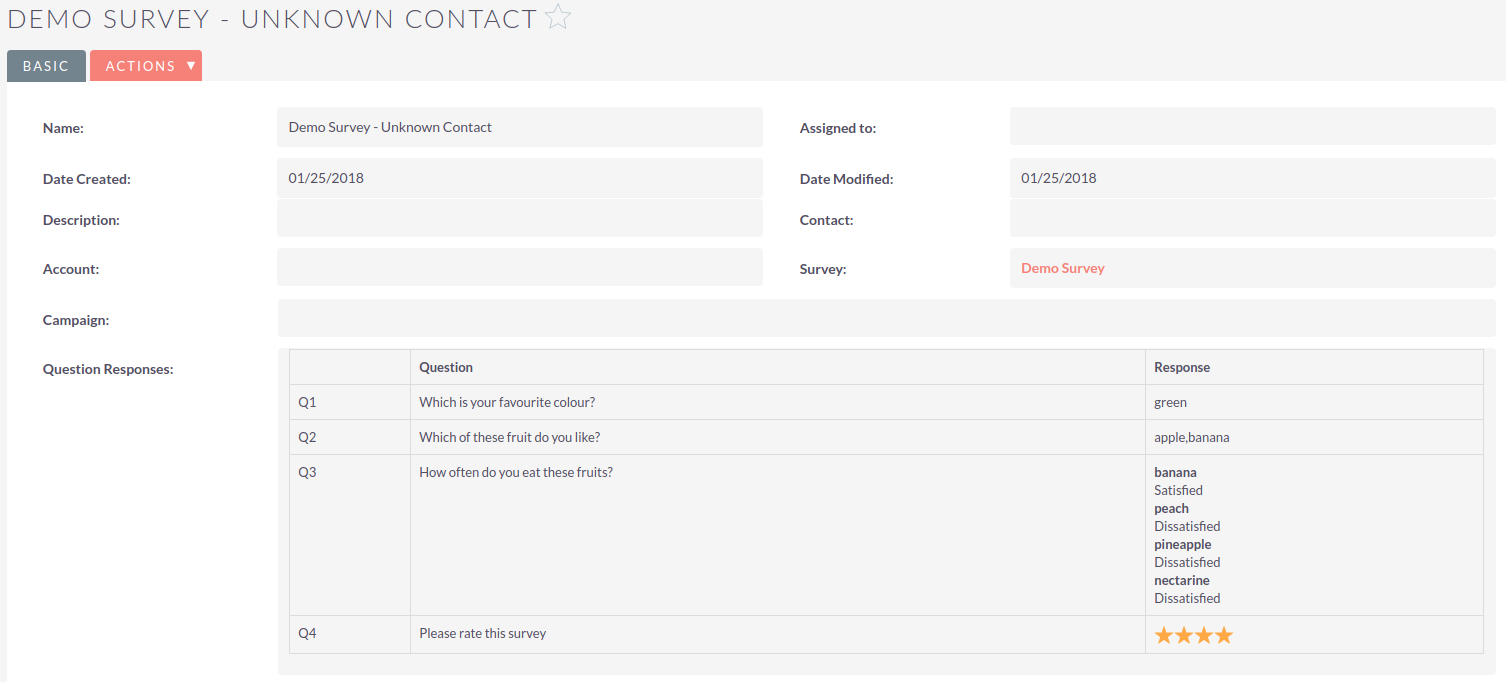 DEMO SURVEY - UNKNOWN CONTACT
BASIC ACTIONS ▼
Name: Demo Survey - Unknown Contact Assigned to:
Date Created: 01/25/2018 Date Modified: 01/25/2018
Description: Contact:
Account: Survey: Demo Survey
Campaign:
Question Responses:
Question Response
Q1 Which is your favourite colour? green
Q2 Which of these fruit do you like? apple,banana
Q3 How often do you eat these fruits? banana
Satisfied
peach
Dissatisfied
pineapple
Dissatisfied
nectarine
Dissatisfied
Q4 Please rate this survey ★★★★